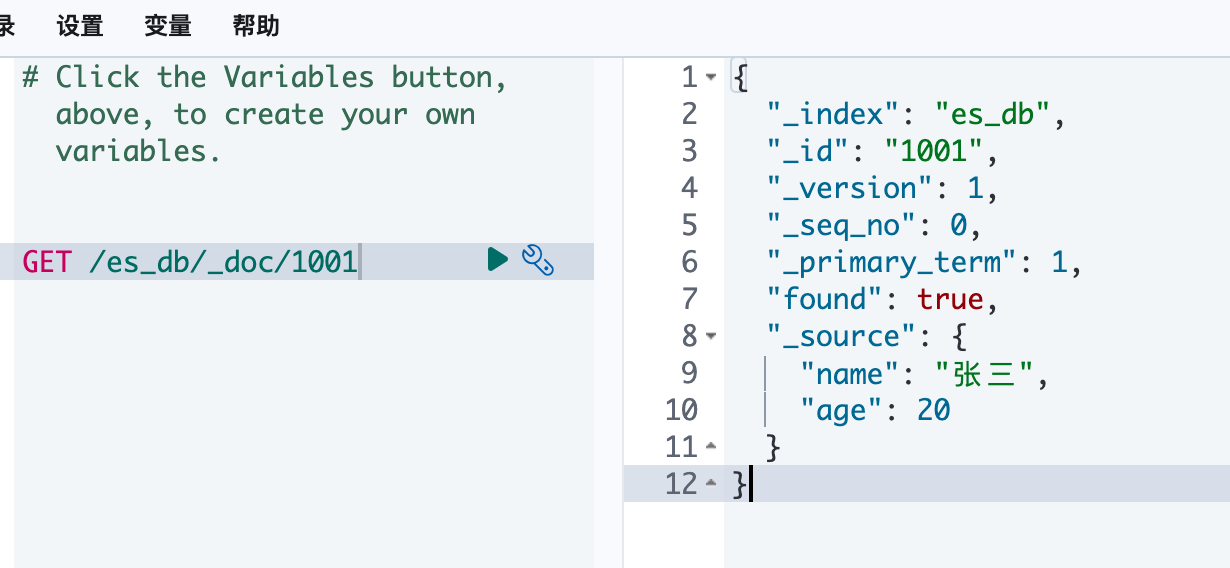 录 设置 变量 帮助
# Click the Variables button,
above, to create your own
variables.
GET /es_db/_doc/1001
1 {
2 "_index": "es_db",
3 "_id": "1001",
4 "_version": 1,
5 "_seq_no": 0,
6 "_primary_term": 1,
7 "found": true,
8 "_source": {
9 "name": "张三",
10 "age": 20
11 }
12 }